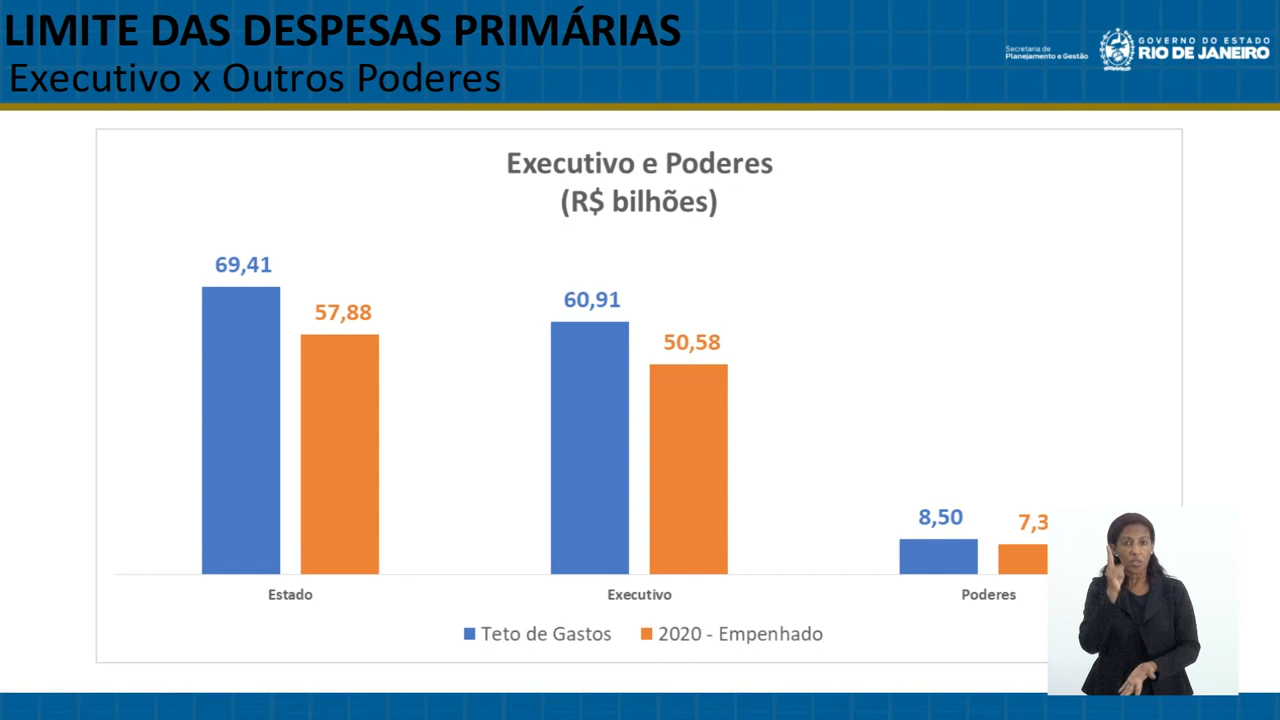 LIMITE DAS DESPESAS PRIMÁRIAS
Executivo x Outros Poderes
Secretaria de
Planejamento e Gestão
GOVERNO DO ESTADO
RIO DE JANEIRO
Executivo e Poderes
(R$ bilhões)
69,41
57,88
60,91
50,58
8,50
7,3
Estado
Executivo
Poderes
Teto de Gastos
2020 - Empenhado